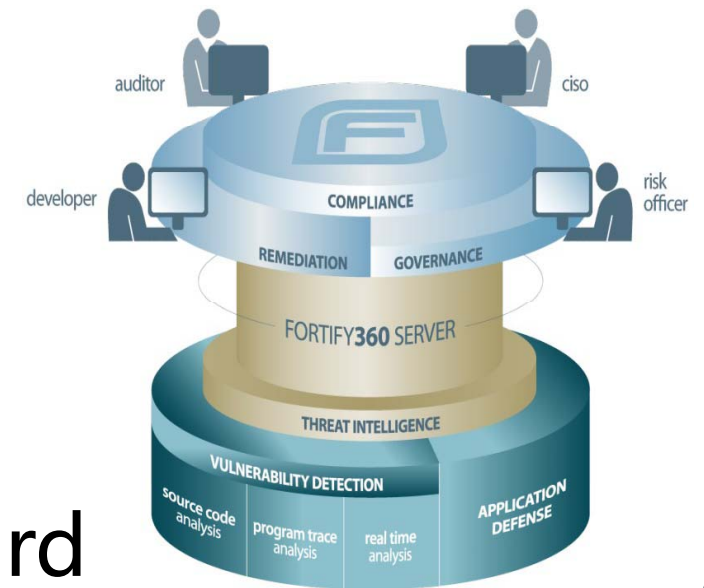 auditor
ciso
developer
risk
officer
COMPLIANCE
REMEDIATION
GOVERNANCE
FORTIFY360 SERVER
THREAT INTELLIGENCE
VULNERABILITY DETECTION
source code
analysis
program trace
analysis
real time
analysis
APPLICATION
DEFENSE
rd